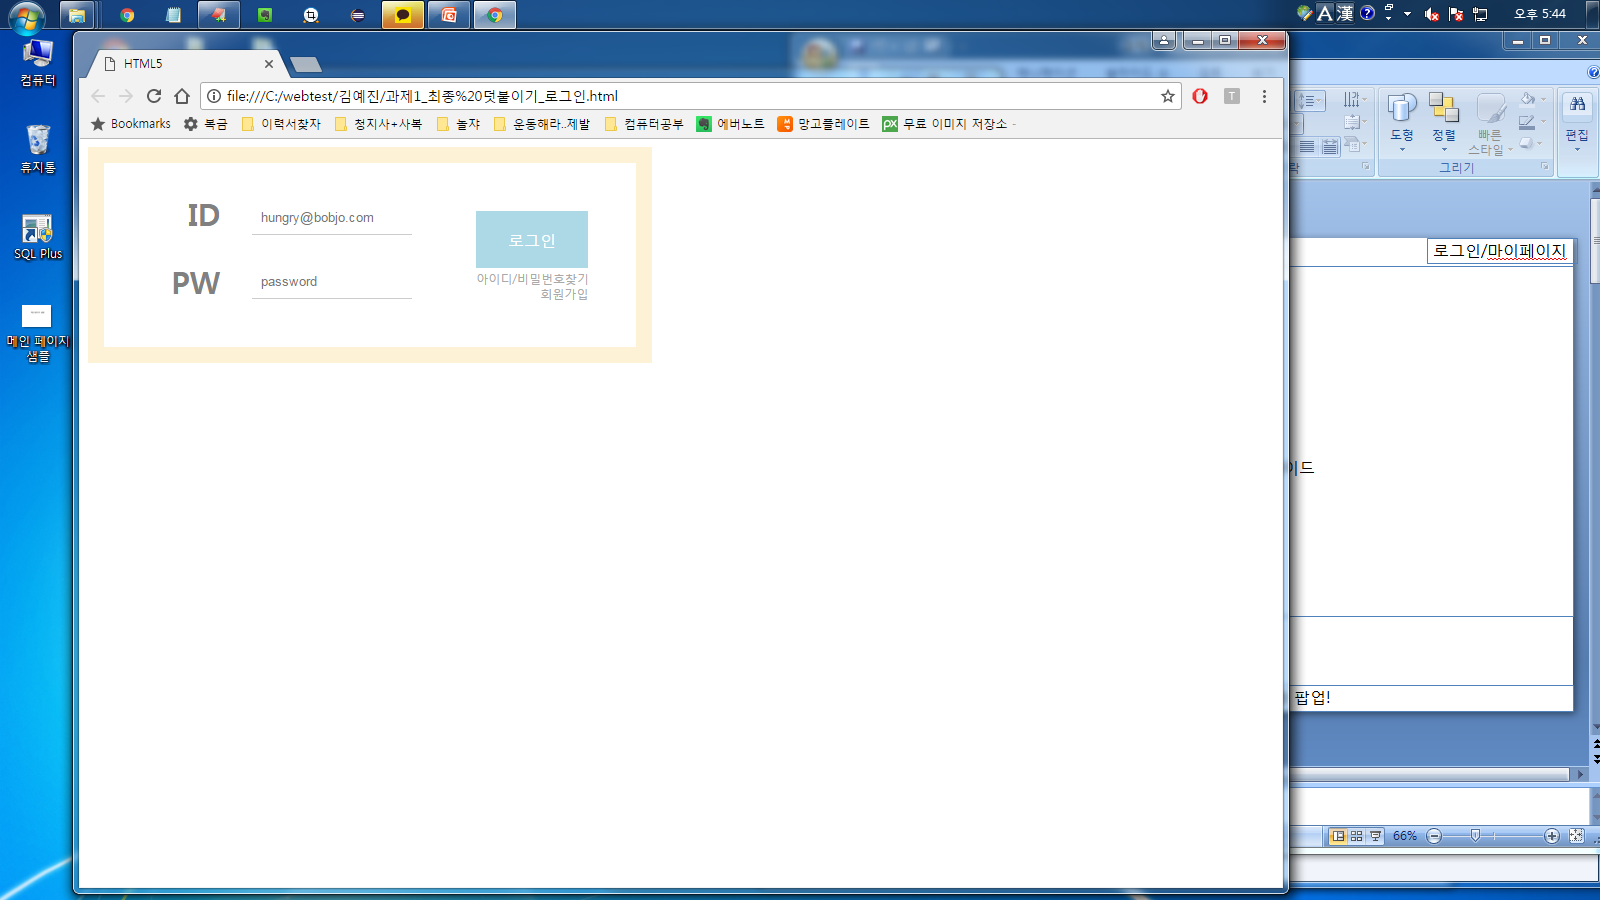 오후 5:44
컴퓨터
휴지통
SQL Plus
메인 페이지
샘플
HTML5
file:///C:/webtest/김예진/과제1_최종%20덧붙이기_로그인.html
Bookmarks
복금
이력서찾자
청지사+사복
놀쟈
운동해라..제발
컴퓨터공부
에버노트
망고플레이트
무료 이미지 저장소 -
ID
hungry@bobjo.com
로그인
PW
password
아이디/비밀번호찾기
회원가입
도형
정렬
빠른
스타일
편집
락
그리기
로그인/마이페이지
이드
팝업!
66%